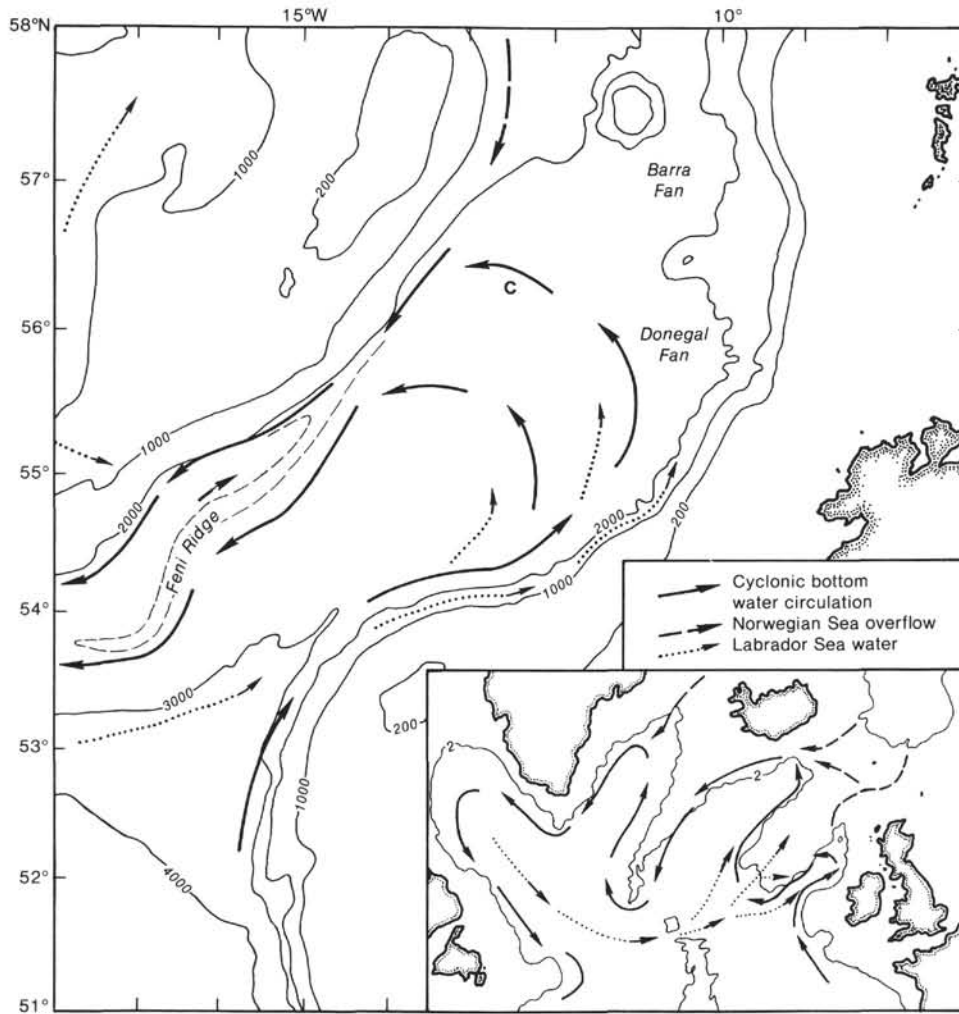 15°W 10°
58°N
1000
200
57°
Barra
Fan
C
56°
Donegal
Fan
1000
55°
2000
2000
200
Feni Ridge
1000
54°
Cyclonic bottom
water circulation
Norwegian Sea overflow
Labrador Sea water
3000
200
53°
2
2
1000
52°
4000
51°